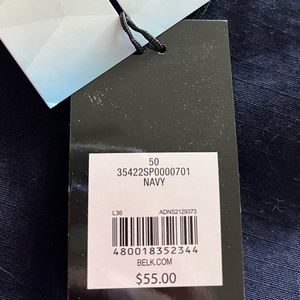 50
35422SP0000701
NAVY
L36 ADNS2129373
480018352344
BELK.COM
$55.00